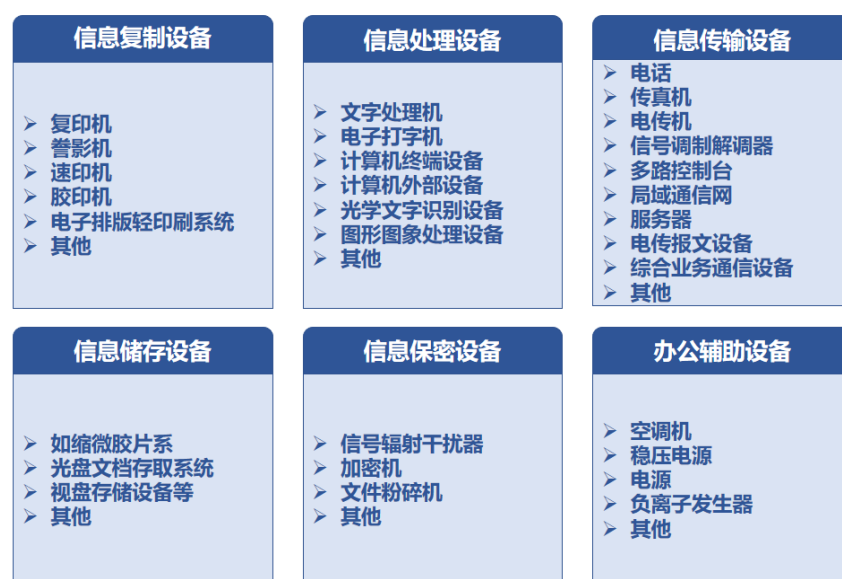 信息复制设备
复印机
誊影机
速印机
胶印机
电子排版轻印刷系统
其他
信息处理设备
文字处理机
电子打字机
计算机终端设备
计算机外部设备
光学文字识别设备
图形图象处理设备
其他
信息传输设备
电话
传真机
电传机
信号调制解调器
多路控制台
局域通信网
服务器
电传报文设备
综合业务通信设备
其他
信息储存设备
如缩微胶片系
光盘文档存取系统
视盘存储设备等
其他
信息保密设备
信号辐射干扰器
加密机
文件粉碎机
其他
办公辅助设备
空调机
稳压电源
电源
负离子发生器
其他